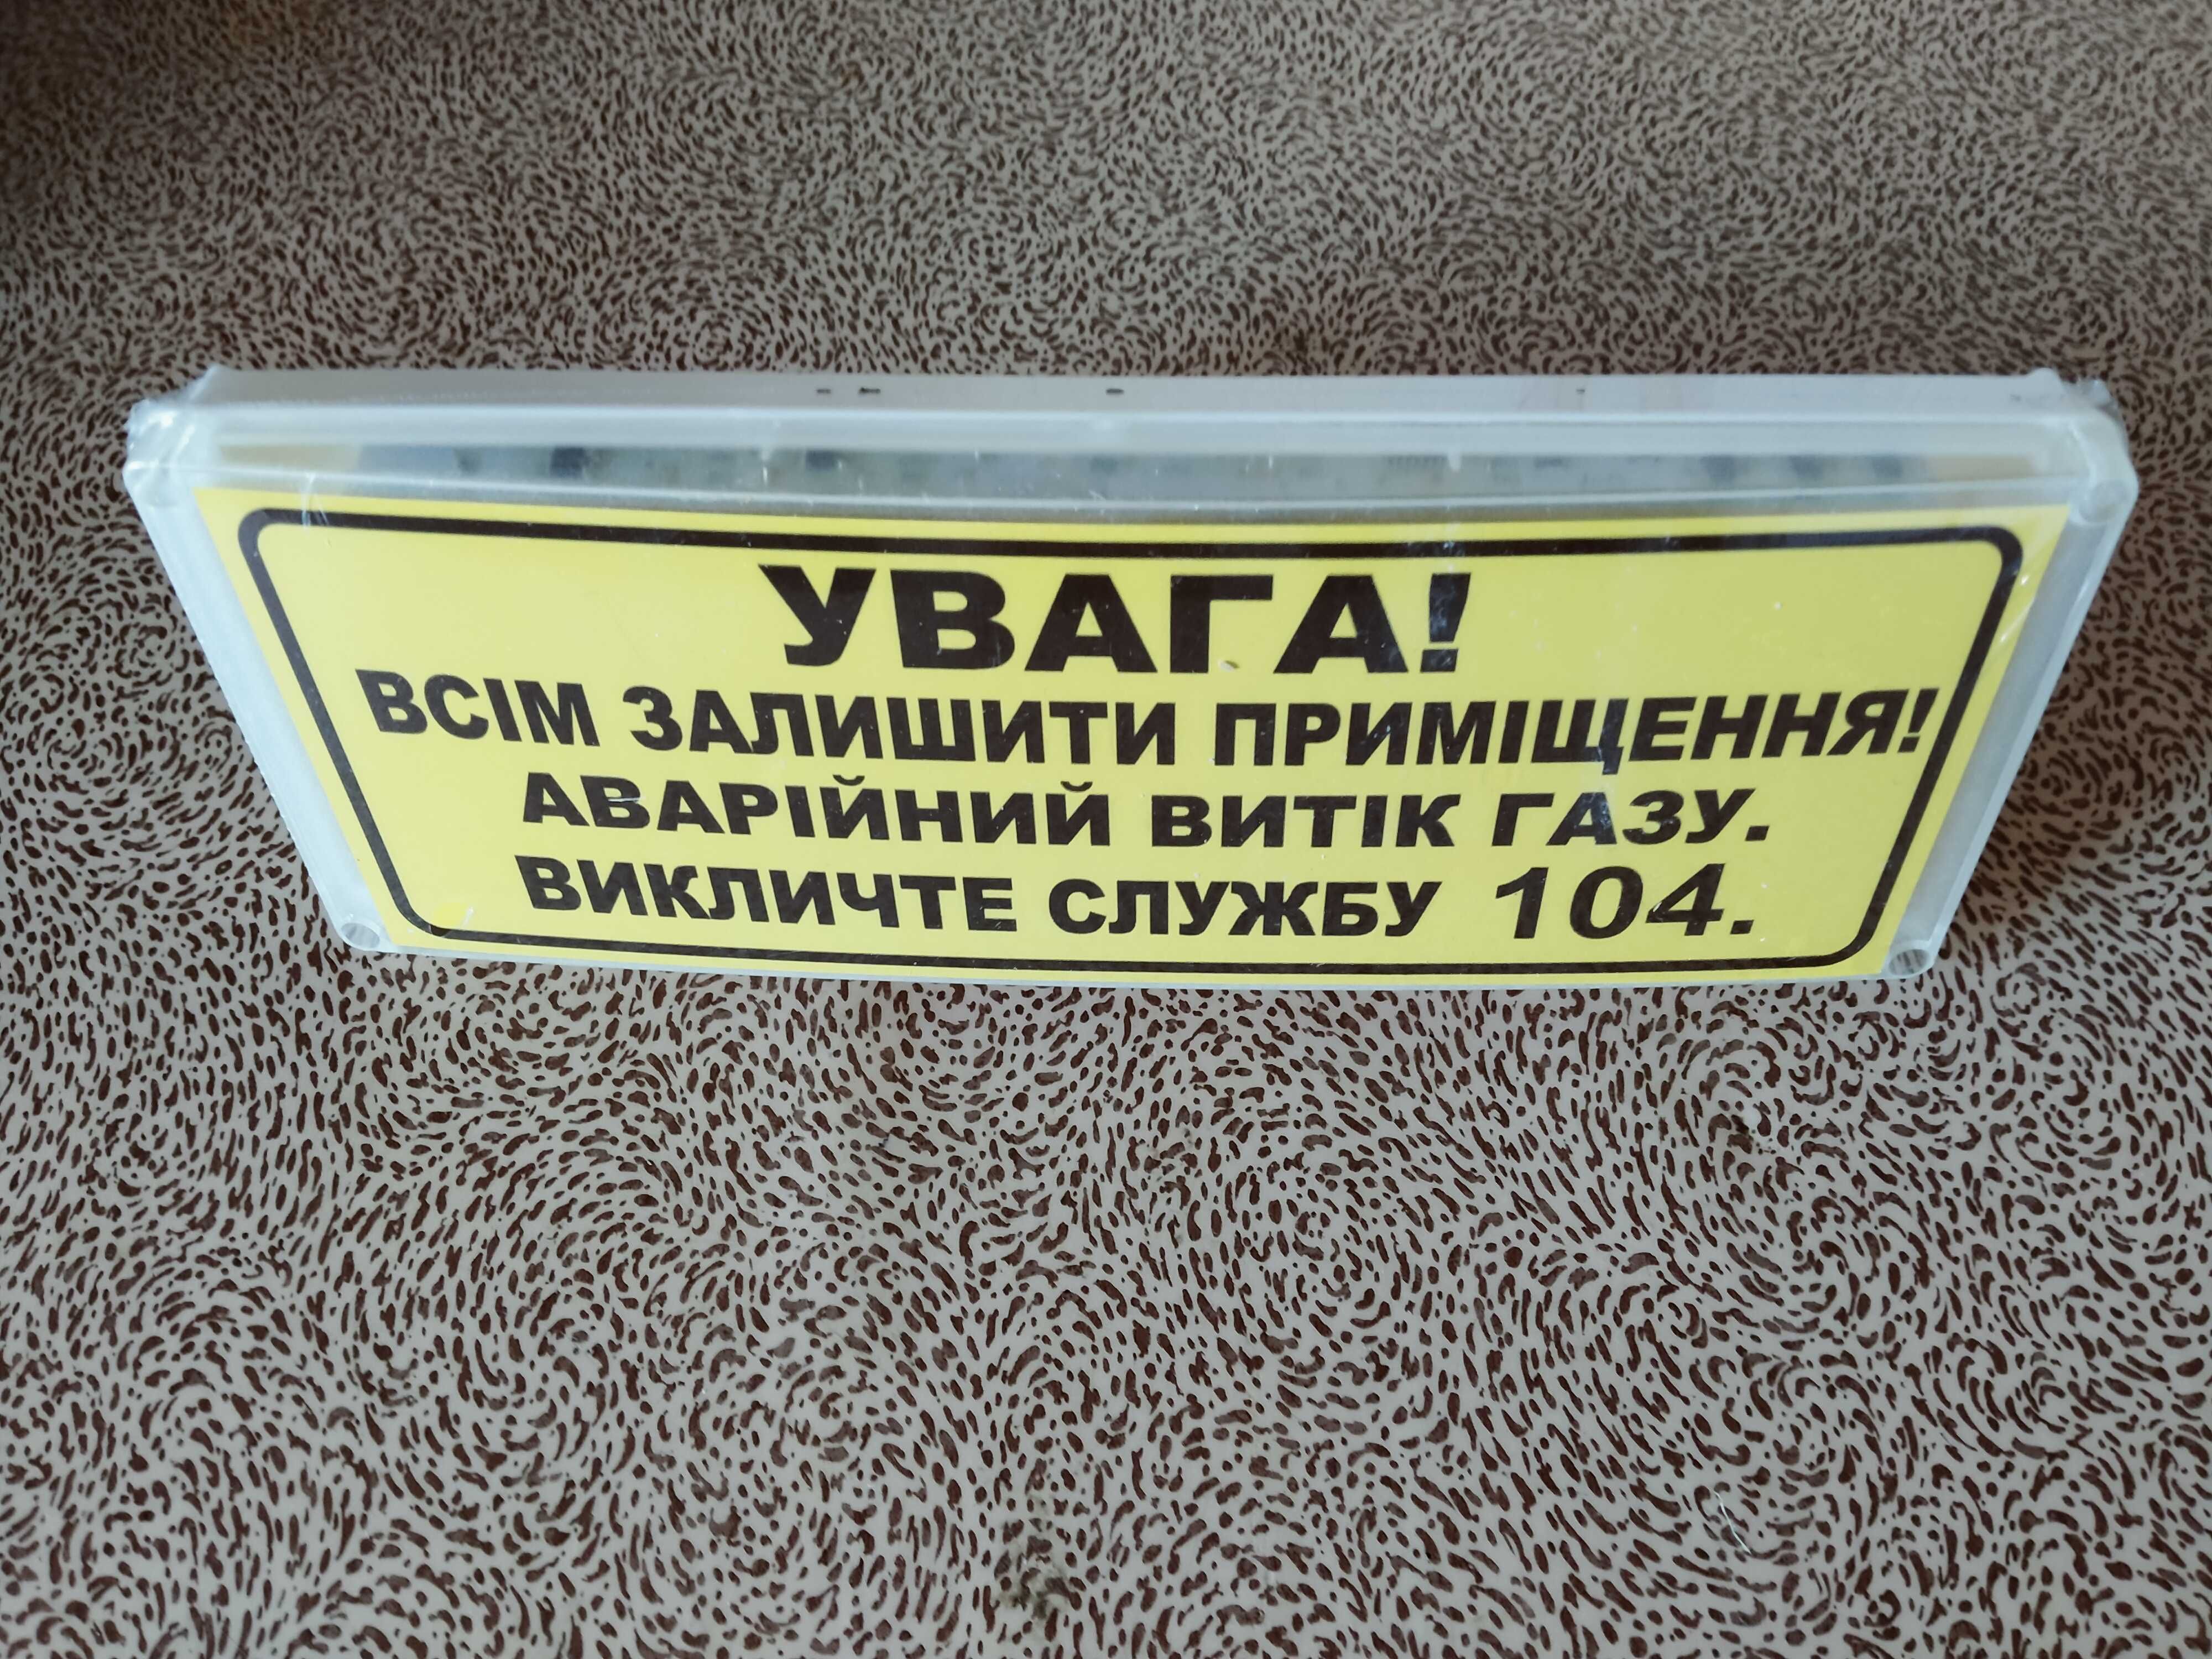 УВАГА!
ВСІМ ЗАЛИШИТИ ПРИМІЩЕННЯ!
АВАРІЙНИЙ ВИТІК ГАЗУ.
ВИКЛИЧТЕ СЛУЖБУ 104.